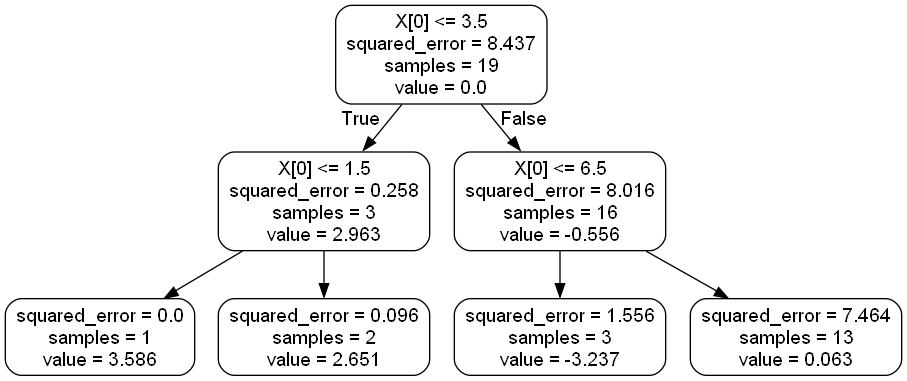 X[0] <= 3.5
squared_error = 8.437
samples = 19
value = 0.0
True
False
X[0] <= 1.5
squared_error = 0.258
samples = 3
value = 2.963
X[0] <= 6.5
squared_error = 8.016
samples = 16
value = -0.556
squared_error = 0.0
samples = 1
value = 3.586
squared_error = 0.096
samples = 2
value = 2.651
squared_error = 1.556
samples = 3
value = -3.237
squared_error = 7.464
samples = 13
value = 0.063